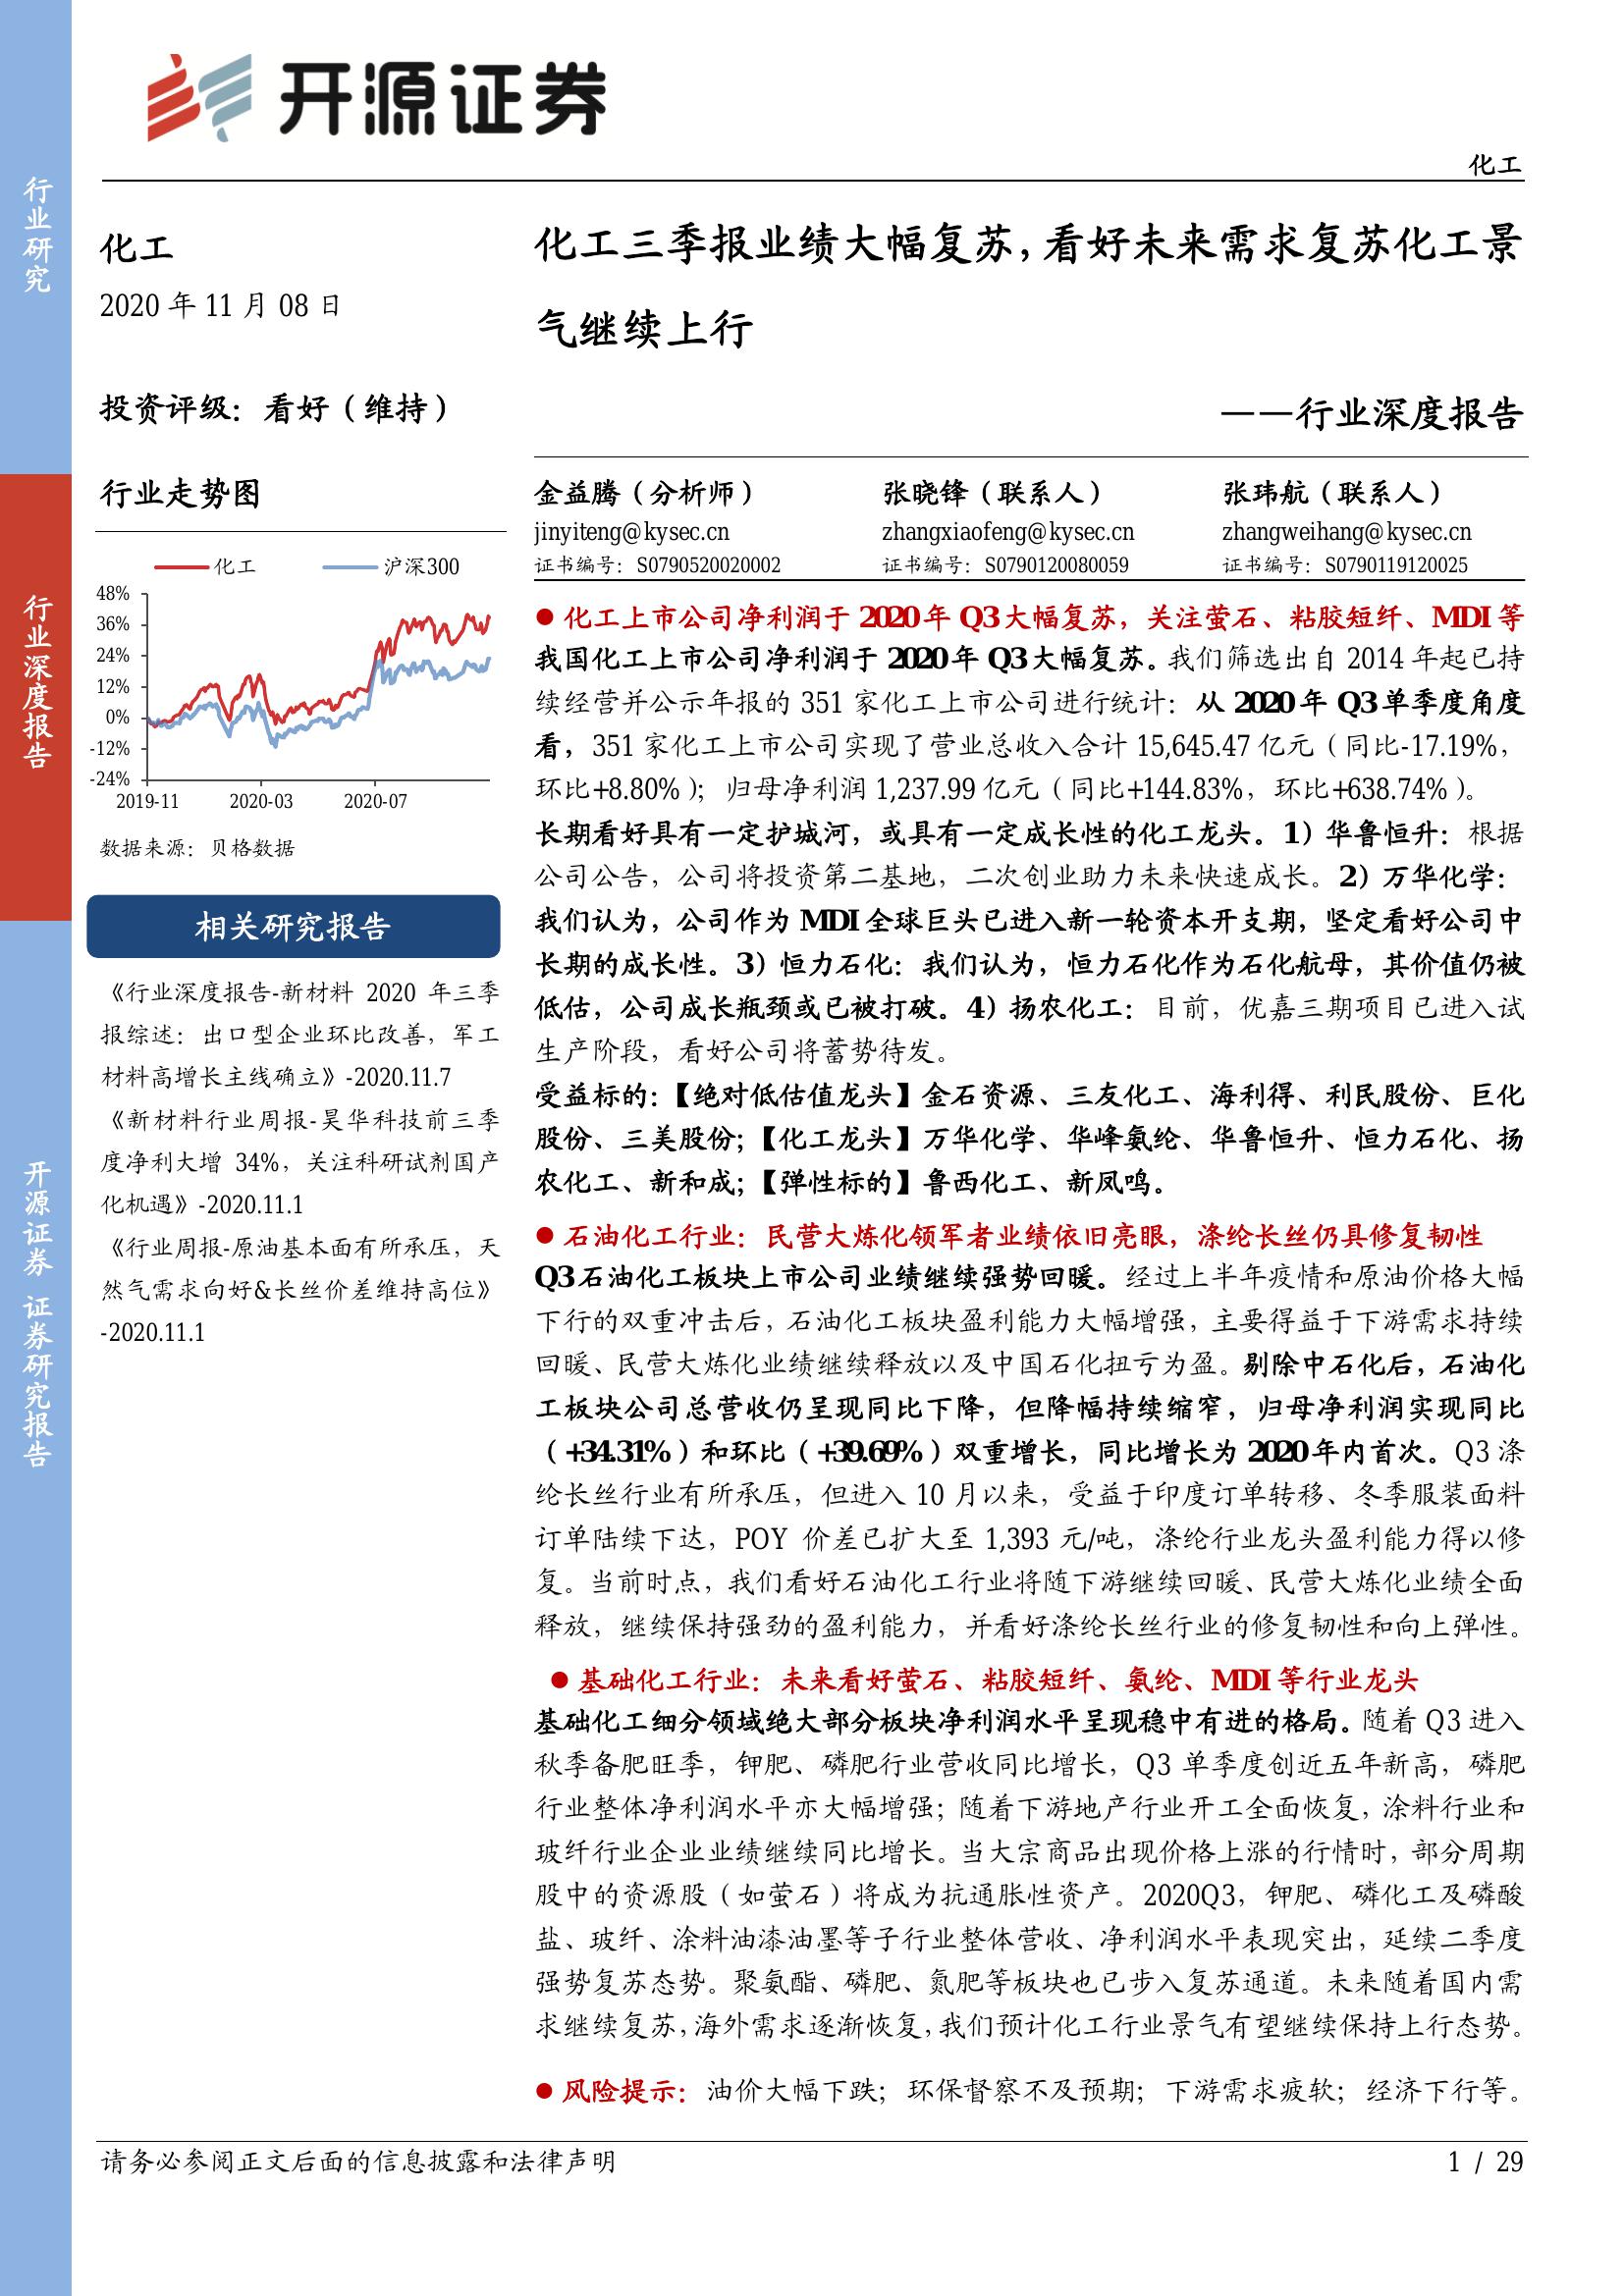 开源证券
化工
行业研究
行业深度报告
开源证券 证券研究报告
化工
2020 年 11 月 08 日
投资评级：看好（维持）
行业走势图
化工 沪深300
48%
36%
24%
12%
0%
-12%
-24%
2019-11 2020-03 2020-07
数据来源：贝格数据
相关研究报告
《行业深度报告-新材料 2020 年三季
报综述：出口型企业环比改善，军工
材料高增长主线确立》-2020.11.7
《新材料行业周报-昊华科技前三季
度净利大增 34%，关注科研试剂国产
化机遇》-2020.11.1
《行业周报-原油基本面有所承压，天
然气需求向好&长丝价差维持高位》
-2020.11.1
化工三季报业绩大幅复苏，看好未来需求复苏化工景
气继续上行
——行业深度报告
金益腾（分析师） 张晓锋（联系人） 张玮航（联系人）
jinyiteng@kysec.cn zhangxiaofeng@kysec.cn zhangweihang@kysec.cn
证书编号：S0790520020002 证书编号：S0790120080059 证书编号：S0790119120025
● 化工上市公司净利润于 2020 年 Q3 大幅复苏，关注萤石、粘胶短纤、MDI 等
我国化工上市公司净利润于 2020 年 Q3 大幅复苏。我们筛选出自 2014 年起已持
续经营并公示年报的 351 家化工上市公司进行统计：从 2020 年 Q3 单季度角度
看，351 家化工上市公司实现了营业总收入合计 15,645.47 亿元（同比-17.19%，
环比+8.80%）；归母净利润 1,237.99 亿元（同比+144.83%，环比+638.74%）。
长期看好具有一定护城河，或具有一定成长性的化工龙头。1）华鲁恒升：根据
公司公告，公司将投资第二基地，二次创业助力未来快速成长。2）万华化学：
我们认为，公司作为 MDI 全球巨头已进入新一轮资本开支期，坚定看好公司中
长期的成长性。3）恒力石化：我们认为，恒力石化作为石化航母，其价值仍被
低估，公司成长瓶颈或已被打破。4）扬农化工：目前，优嘉三期项目已进入试
生产阶段，看好公司将蓄势待发。
受益标的：【绝对低估值龙头】金石资源、三友化工、海利得、利民股份、巨化
股份、三美股份；【化工龙头】万华化学、华峰氨纶、华鲁恒升、恒力石化、扬
农化工、新和成；【弹性标的】鲁西化工、新凤鸣。
● 石油化工行业：民营大炼化领军者业绩依旧亮眼，涤纶长丝仍具修复韧性
Q3 石油化工板块上市公司业绩继续强势回暖。经过上半年疫情和原油价格大幅
下行的双重冲击后，石油化工板块盈利能力大幅增强，主要得益于下游需求持续
回暖、民营大炼化业绩继续释放以及中国石化扭亏为盈。剔除中石化后，石油化
工板块公司总营收仍呈现同比下降，但降幅持续缩窄，归母净利润实现同比
（+34.31%）和环比（+39.69%）双重增长，同比增长为 2020 年内首次。Q3 涤
纶长丝行业有所承压，但进入 10 月以来，受益于印度订单转移、冬季服装面料
订单陆续下达，POY 价差已扩大至 1,393 元/吨，涤纶行业龙头盈利能力得以修
复。当前时点，我们看好石油化工行业将随下游继续回暖、民营大炼化业绩全面
释放，继续保持强劲的盈利能力，并看好涤纶长丝行业的修复韧性和向上弹性。
● 基础化工行业：未来看好萤石、粘胶短纤、氨纶、MDI 等行业龙头
基础化工细分领域绝大部分板块净利润水平呈现稳中有进的格局。随着 Q3 进入
秋季备肥旺季，钾肥、磷肥行业营收同比增长，Q3 单季度创近五年新高，磷肥
行业整体净利润水平亦大幅增强；随着下游地产行业开工全面恢复，涂料行业和
玻纤行业企业业绩继续同比增长。当大宗商品出现价格上涨的行情时，部分周期
股中的资源股（如萤石）将成为抗通胀性资产。2020Q3，钾肥、磷化工及磷酸
盐、玻纤、涂料油漆油墨等子行业整体营收、净利润水平表现突出，延续二季度
强势复苏态势。聚氨酯、磷肥、氮肥等板块也已步入复苏通道。未来随着国内需
求继续复苏，海外需求逐渐恢复，我们预计化工行业景气有望继续保持上行态势。
● 风险提示：油价大幅下跌；环保督察不及预期；下游需求疲软；经济下行等。
请务必参阅正文后面的信息披露和法律声明 1 / 29